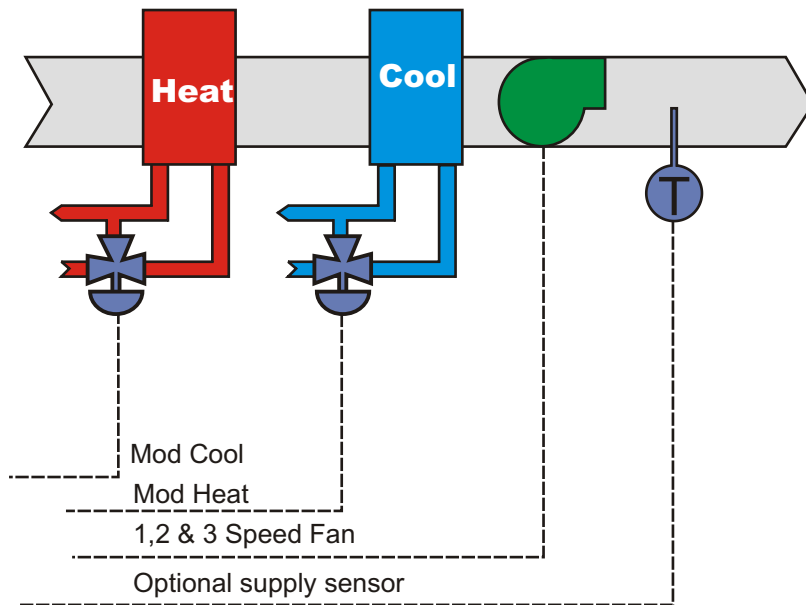 Heat
Cool
T
Mod Cool
Mod Heat
1,2 & 3 Speed Fan
Optional supply sensor